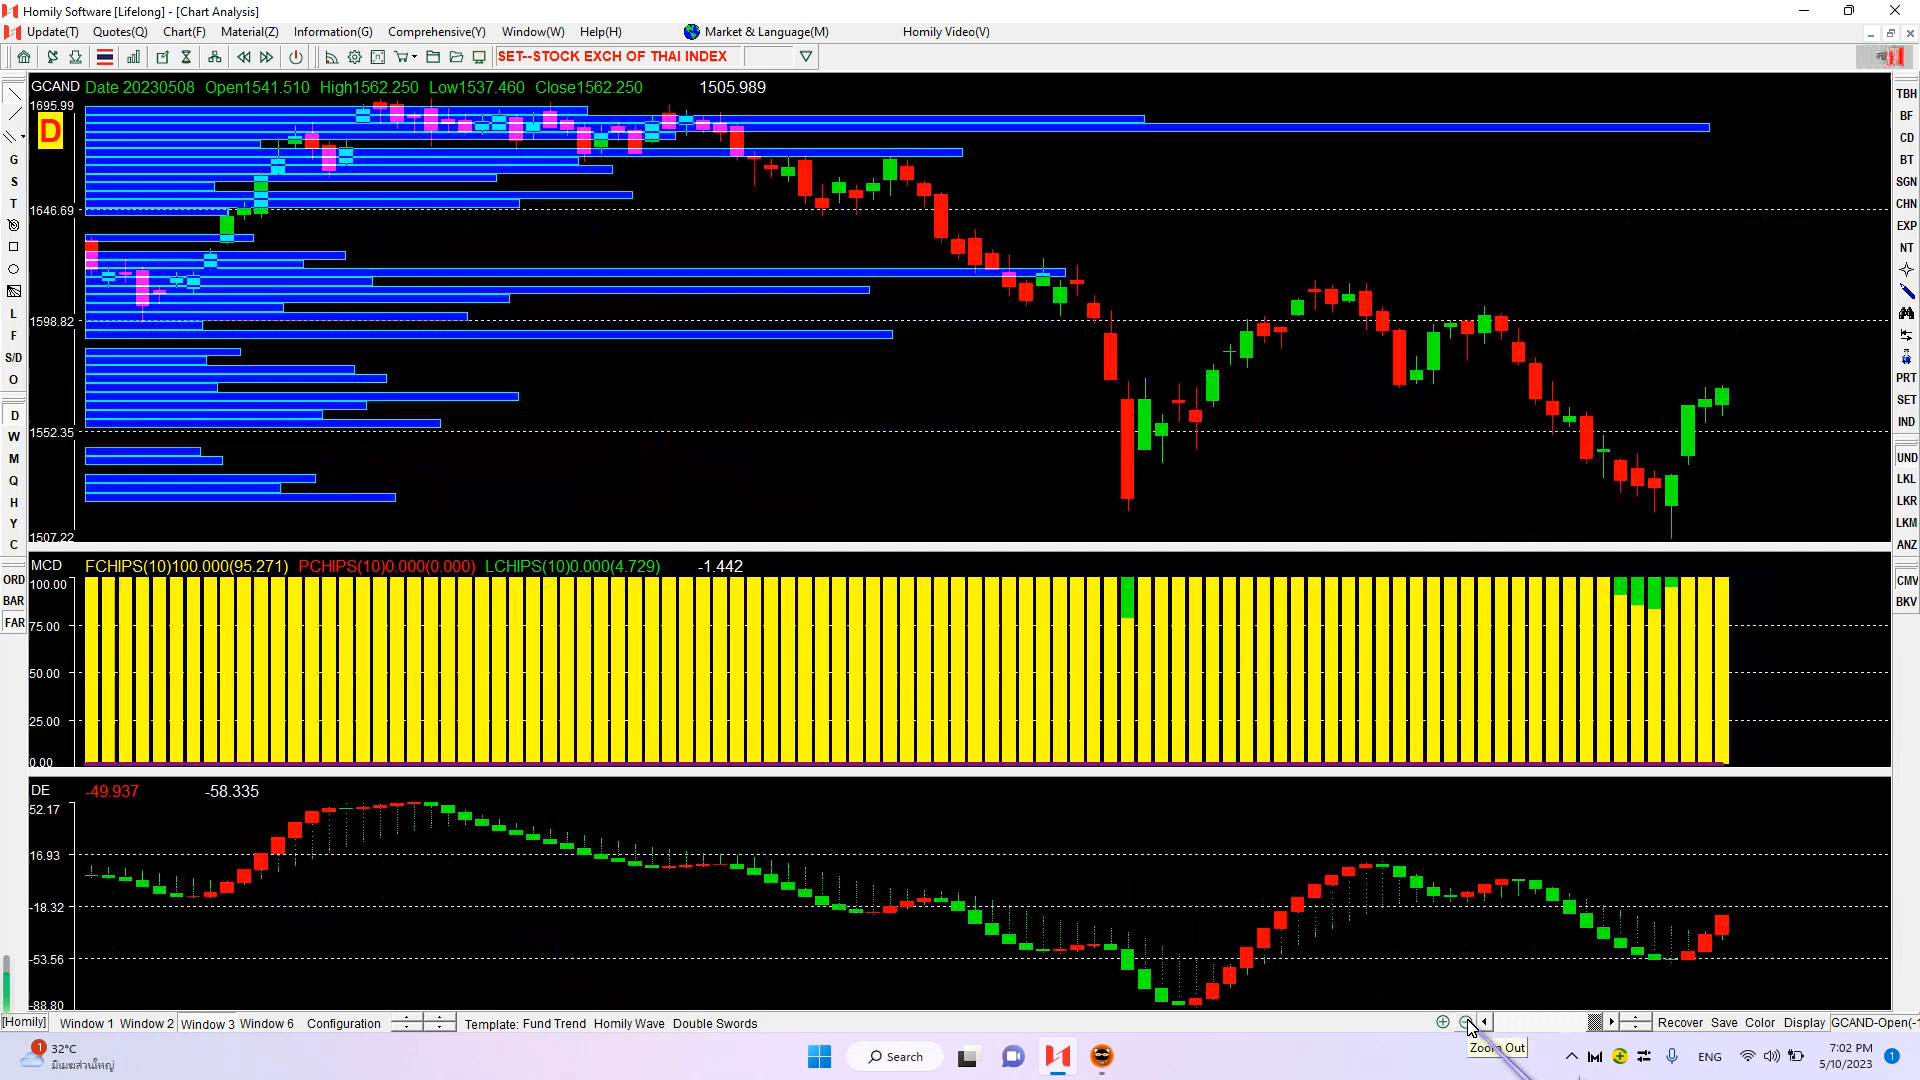 Homily Software [Lifelong] - [Chart Analysis]
Update(T) Quotes(Q) Chart(F) Material(Z) Information(G) Comprehensive(Y) Window(W) Help(H) Market & Language(M) Homily Video(V)
SET--STOCK EXCH OF THAI INDEX
GCAND Date 20230508 Open1541.510 High1562.250 Low1537.460 Close1562.250 1505.989
1695.99
D
1646.69
1598.82
1552.35
1507.22
MCD FCHIPS(10)100.000(95.271) PCHIPS(10)0.000(0.000) LCHIPS(10)0.000(4.729) -1.442
100.00
75.00
50.00
25.00
0.00
DE -49.937 -58.335
52.17
16.93
-18.32
-53.56
-88.80
G
S
T
L
F
S/D
O
D
W
M
Q
H
Y
C
ORD
BAR
FAR
TBH
BF
CD
BT
SGN
CHN
EXP
NT
PRT
SET
IND
UND
LKL
LKR
LKM
ANZ
CMV
BKV
[Homily] Window 1 Window 2 Window 3 Window 6 Configuration Template: Fund Trend Homily Wave Double Swords Recover Save Color Display GCAND-Open(-1
Zoom Out
1
32°C
มีเมฆส่วนใหญ่
Search
ENG
7:02 PM
5/10/2023
1